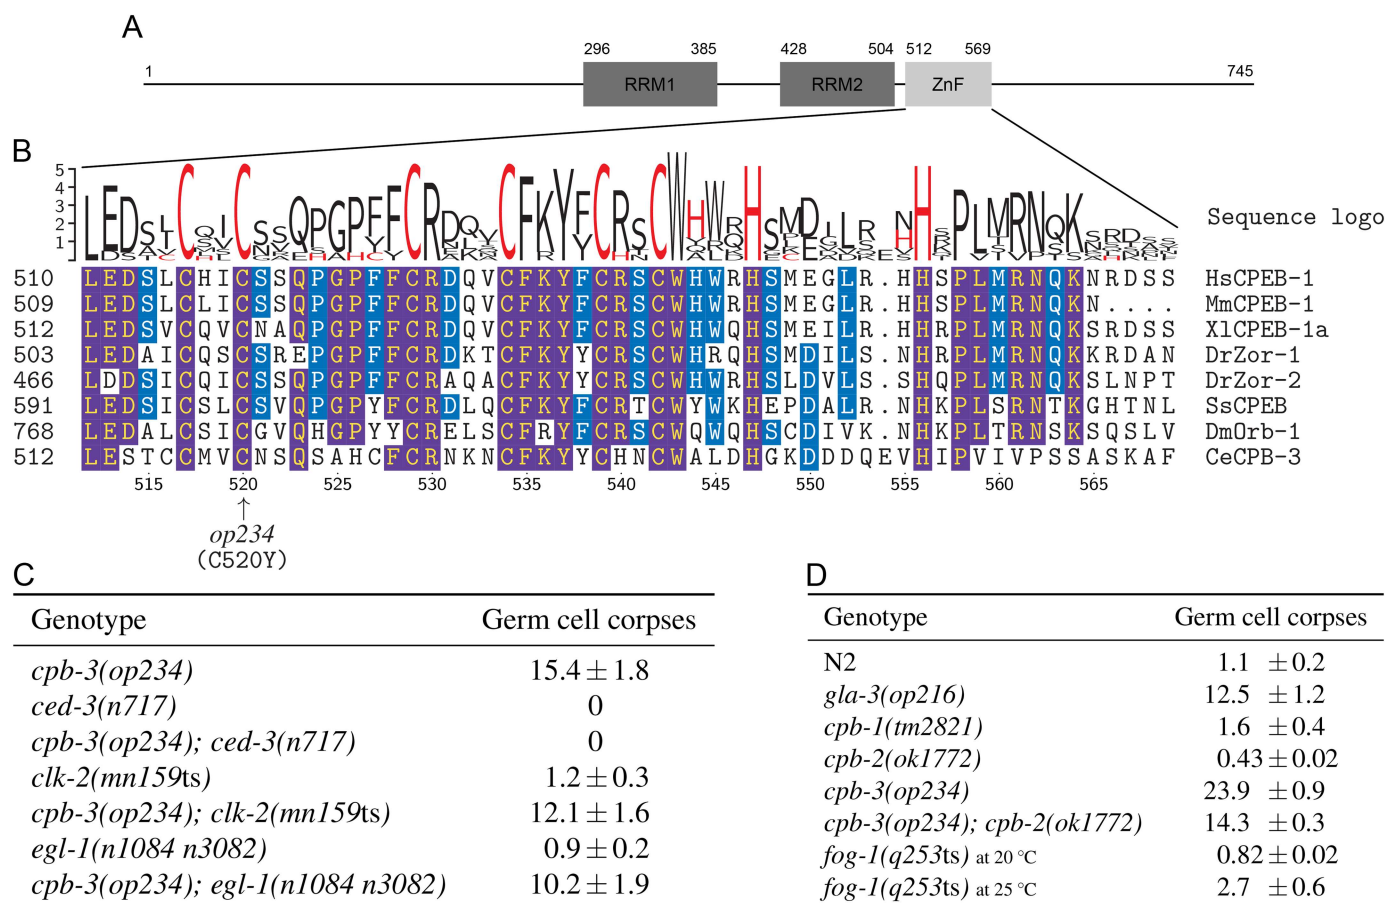 A
1
296 385 428 504 512 569
745
RRM1 RRM2 ZnF
B
5
4
3
2
1
Sequence logo
510 LEDSLCHICSSQPGPFFCRDQVCFKYFCRSCWHWRHSMEGLR.HHSPLMRNQKNRDSS HsCPEB-1
509 LEDSLCLICSSQPGPFFCRDQVCFKYFCRSCWHWRHSMEGLR.HHSPLMRNQKN.... MmCPEB-1
512 LEDSVCQVCNAQPGPFFCRDQVCFKYFCRSCWHWQHSMEILR.HHRPLMRNQKSRDSS XlCPEB-1a
503 LEDAICQSCSREPGPFFCRDKTCFKYYCRSCWHRQHSMDILS.NHRPLMRNQKKRDAN DrZor-1
466 LDDSICQICSSQPGPFFCRAQACFKYYCRSCWHWRHSLDVLS.SHQPLMRNQKSLNPT DrZor-2
591 LEDSICSLCSVQPGPYFCRDLQCFKYFCRTCWYWKHEPDALR.NHKPLSRNTKGHTNL SsCPEB
768 LEDALCSICGVQHGPYYCRELSCFRYFCRSCWQWQHSCDIVK.NHKPLTRNSKSQSLV DmOrb-1
512 LESTCCMVCNSQSAHCFCRNKNCFKYYCHNCWALDHGKDDDQEVHIPVIVPSSASKAF CeCPB-3
515 520 525 530 535 540 545 550 555 560 565
↑
op234
(C520Y)
C
Genotype Germ cell corpses
cpb-3(op234) 15.4 ± 1.8
ced-3(n717) 0
cpb-3(op234); ced-3(n717) 0
clk-2(mn159ts) 1.2 ± 0.3
cpb-3(op234); clk-2(mn159ts) 12.1 ± 1.6
egl-1(n1084 n3082) 0.9 ± 0.2
cpb-3(op234); egl-1(n1084 n3082) 10.2 ± 1.9
D
Genotype Germ cell corpses
N2 1.1 ± 0.2
gla-3(op216) 12.5 ± 1.2
cpb-1(tm2821) 1.6 ± 0.4
cpb-2(ok1772) 0.43 ± 0.02
cpb-3(op234) 23.9 ± 0.9
cpb-3(op234); cpb-2(ok1772) 14.3 ± 0.3
fog-1(q253ts) at 20 °C 0.82 ± 0.02
fog-1(q253ts) at 25 °C 2.7 ± 0.6